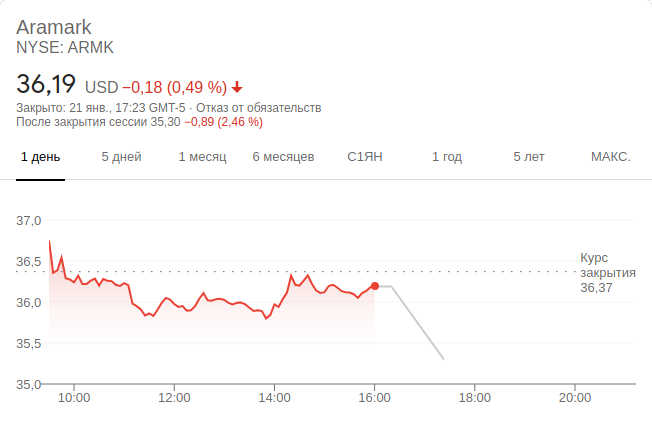 Aramark
NYSE: ARMK
36,19 USD −0,18 (0,49 %)
Закрыто: 21 янв., 17:23 GMT-5 · Отказ от обязательств
После закрытия сессии 35,30 −0,89 (2,46 %)
1 день 5 дней 1 месяц 6 месяцев С1ЯН 1 год 5 лет МАКС.
37,0
36,5
36,0
35,5
35,0
Курс
закрытия
36,37
10:00 12:00 14:00 16:00 18:00 20:00